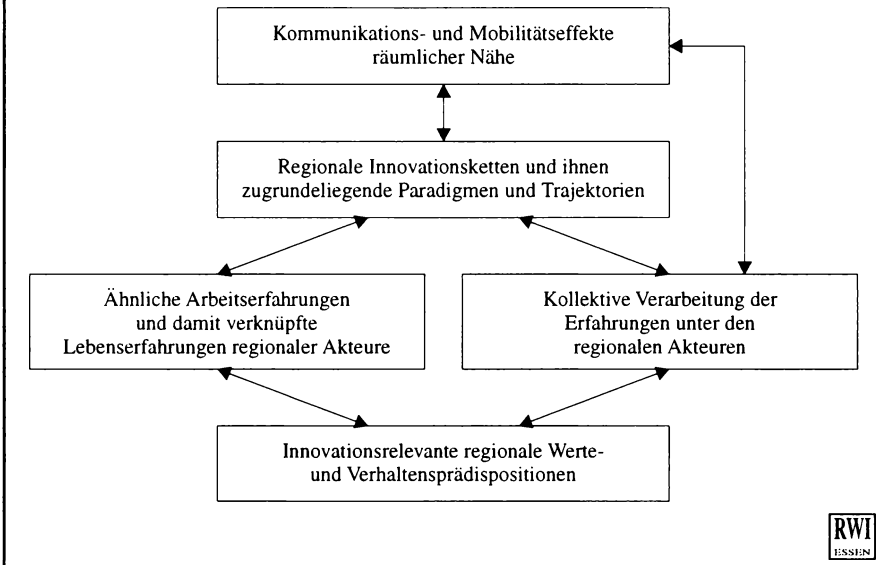 Kommunikations- und Mobilitätseffekte
räumlicher Nähe
Regionale Innovationsketten und ihnen
zugrundeliegende Paradigmen und Trajektorien
Ähnliche Arbeitserfahrungen
und damit verknüpfte
Lebenserfahrungen regionaler Akteure
Kollektive Verarbeitung der
Erfahrungen unter den
regionalen Akteuren
Innovationsrelevante regionale Werte-
und Verhaltensprädispositionen
RWI
ESSEN